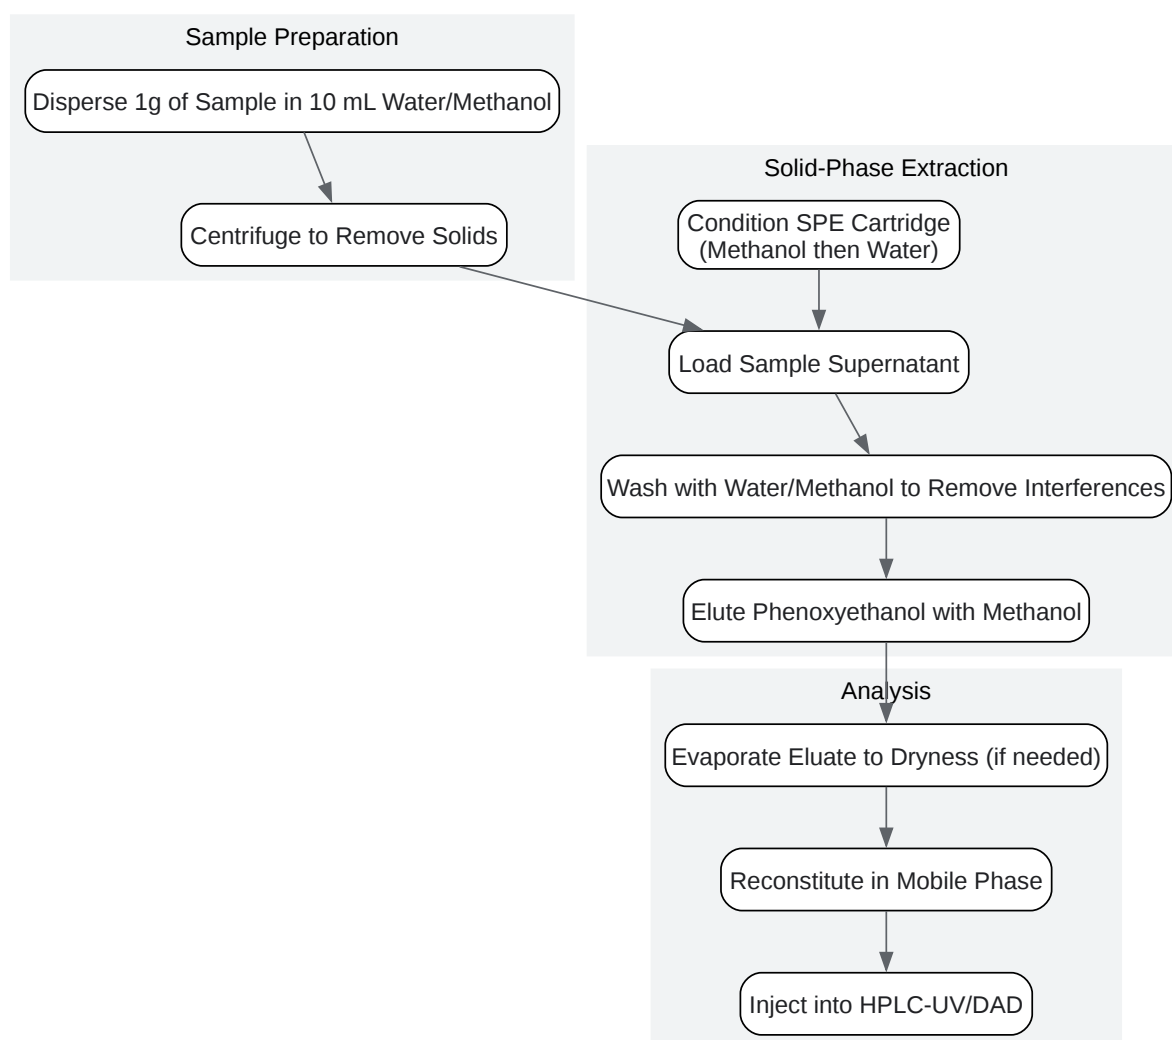 Sample Preparation
Disperse 1g of Sample in 10 mL Water/Methanol
Centrifuge to Remove Solids
Solid-Phase Extraction
Condition SPE Cartridge
(Methanol then Water)
Load Sample Supernatant
Wash with Water/Methanol to Remove Interferences
Elute Phenoxyethanol with Methanol
Analysis
Evaporate Eluate to Dryness (if needed)
Reconstitute in Mobile Phase
Inject into HPLC-UV/DAD